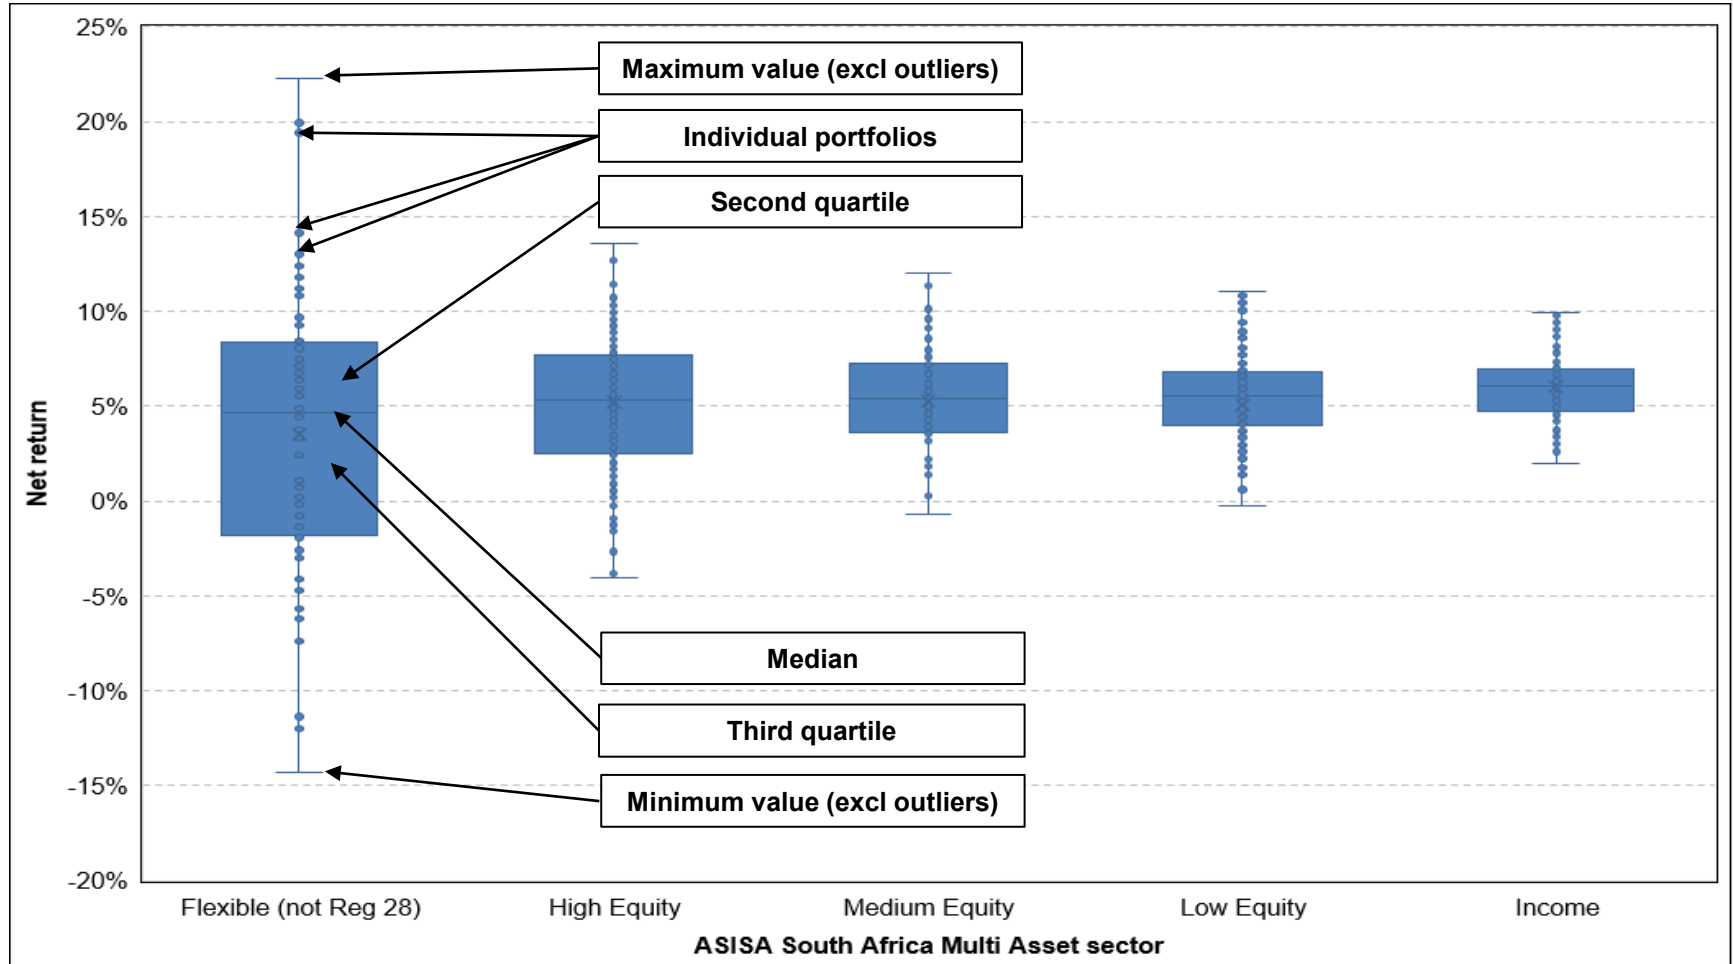 25%
20%
15%
10%
5%
0%
-5%
-10%
-15%
-20%
Net return
Maximum value (excl outliers)
Individual portfolios
Second quartile
Median
Third quartile
Minimum value (excl outliers)
Flexible (not Reg 28)
High Equity
Medium Equity
Low Equity
Income
ASISA South Africa Multi Asset sector